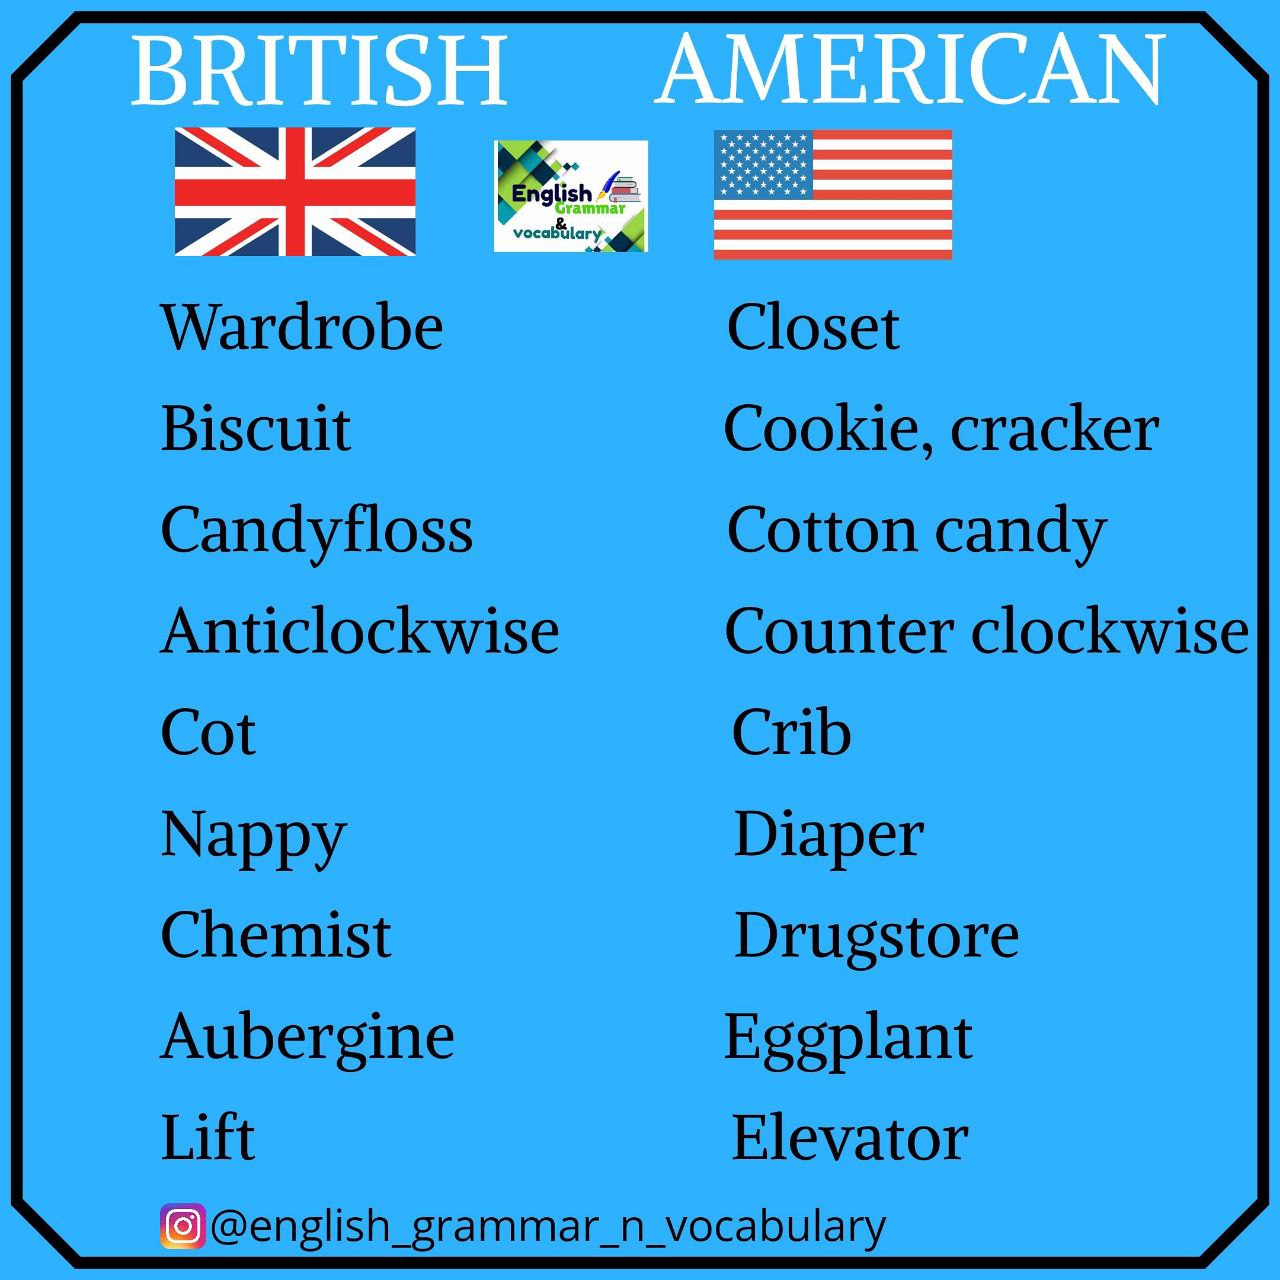 BRITISH AMERICAN
English
Grammar
&
vocabulary
Wardrobe Closet
Biscuit Cookie, cracker
Candyfloss Cotton candy
Anticlockwise Counter clockwise
Cot Crib
Nappy Diaper
Chemist Drugstore
Aubergine Eggplant
Lift Elevator
@english_grammar_n_vocabulary